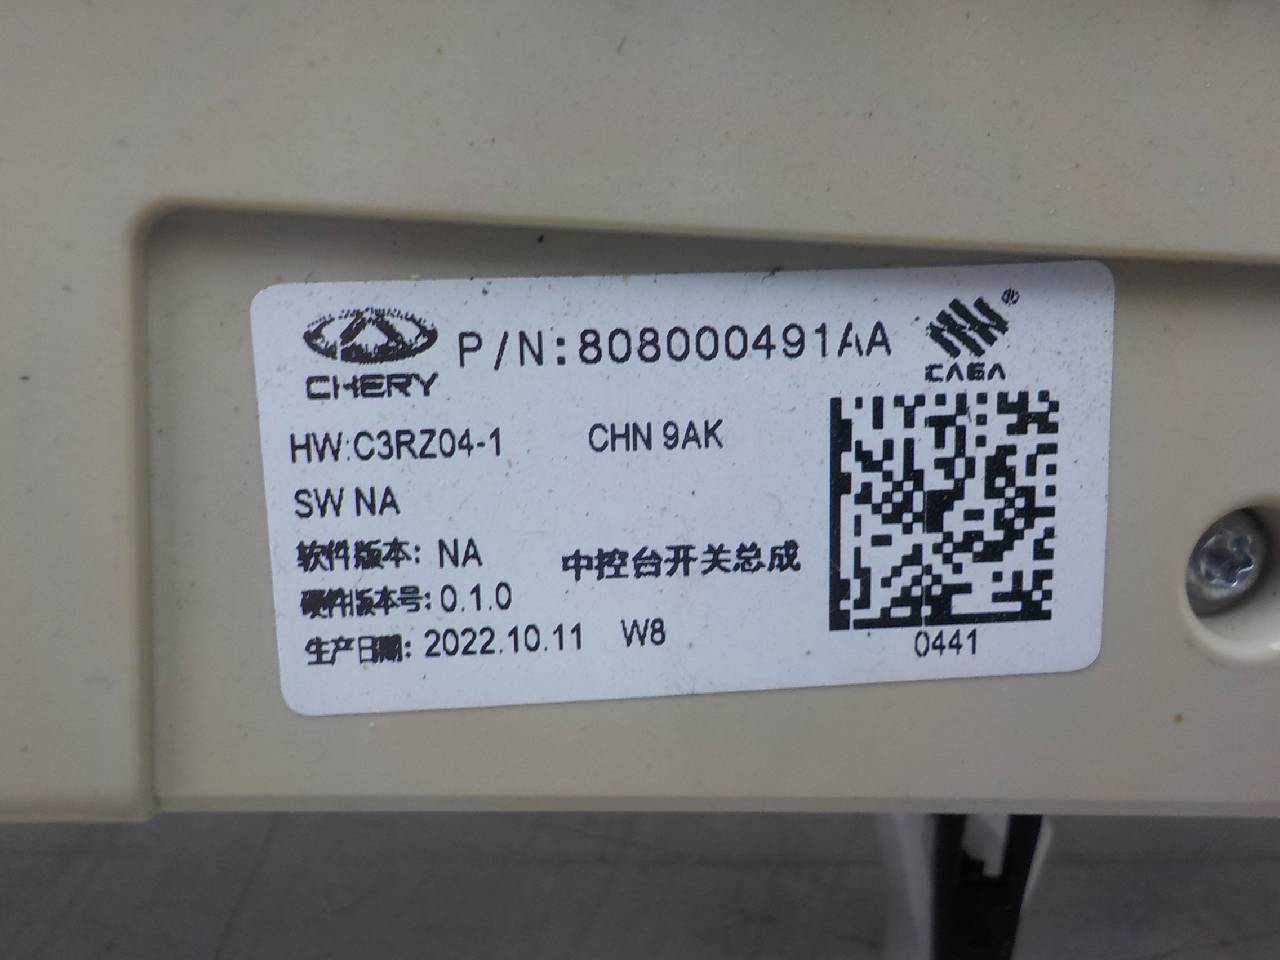 CHERY
P/N:808000491AA
®
CAGA
HW:C3RZ04-1 CHN 9AK
SW NA
软件版本: NA 中控台开关总成
硬件版本号: 0.1.0
生产日期: 2022.10.11 W8
0441